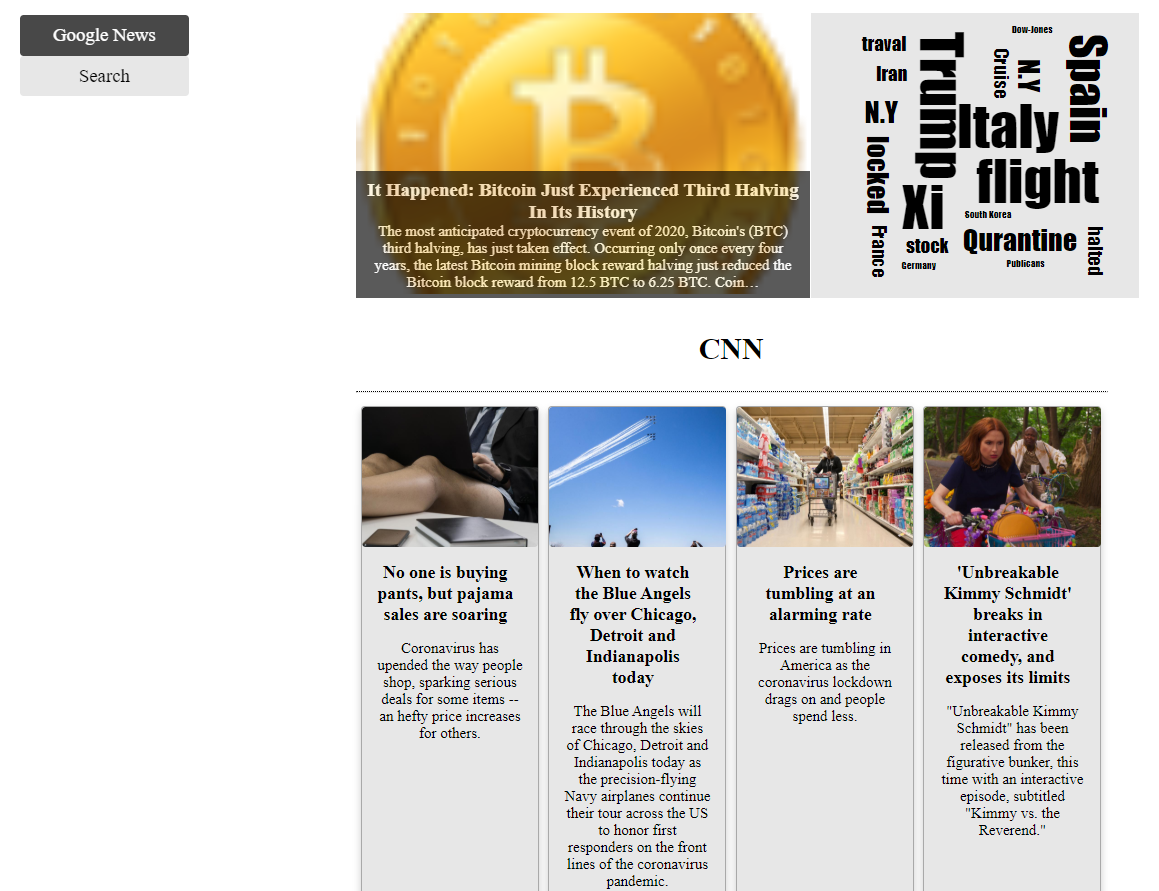 Google News
Search
It Happened: Bitcoin Just Experienced Third Halving
In Its History
The most anticipated cryptocurrency event of 2020, Bitcoin's (BTC)
third halving, has just taken effect. Occurring only once every four
years, the latest Bitcoin mining block reward halving just reduced the
Bitcoin block reward from 12.5 BTC to 6.25 BTC. Coin…
Dow-Jones
traval
Trump
Cruise
N.Y
Spain
Iran
N.Y
Italy
locked
flight
Xi
South Korea
France
stock
Qurantine
halted
Germany
Publicans
CNN
No one is buying
pants, but pajama
sales are soaring
Coronavirus has
upended the way people
shop, sparking serious
deals for some items --
an hefty price increases
for others.
When to watch
the Blue Angels
fly over Chicago,
Detroit and
Indianapolis
today
The Blue Angels will
race through the skies
of Chicago, Detroit and
Indianapolis today as
the precision-flying
Navy airplanes continue
their tour across the US
to honor first
responders on the front
lines of the coronavirus
pandemic.
Prices are
tumbling at an
alarming rate
Prices are tumbling in
America as the
coronavirus lockdown
drags on and people
spend less.
'Unbreakable
Kimmy Schmidt'
breaks in
interactive
comedy, and
exposes its limits
"Unbreakable Kimmy
Schmidt" has been
released from the
figurative bunker, this
time with an interactive
episode, subtitled
"Kimmy vs. the
Reverend."